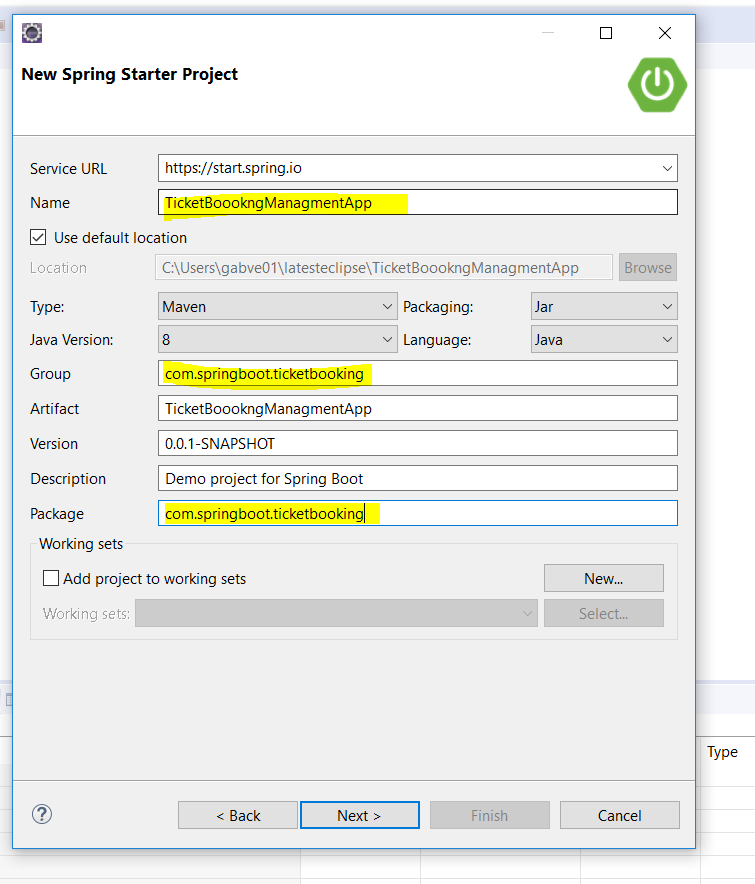 New Spring Starter Project
Service URL https://start.spring.io
Name TicketBoookngManagmentApp
Use default location
Location C:\Users\gabve01\latesteclipse\TicketBoookngManagmentApp Browse
Type: Maven Packaging: Jar
Java Version: 8 Language: Java
Group com.springboot.ticketbooking
Artifact TicketBoookngManagmentApp
Version 0.0.1-SNAPSHOT
Description Demo project for Spring Boot
Package com.springboot.ticketbooking
Working sets
Add project to working sets New...
Working sets: Select...
Type
? < Back Next > Finish Cancel